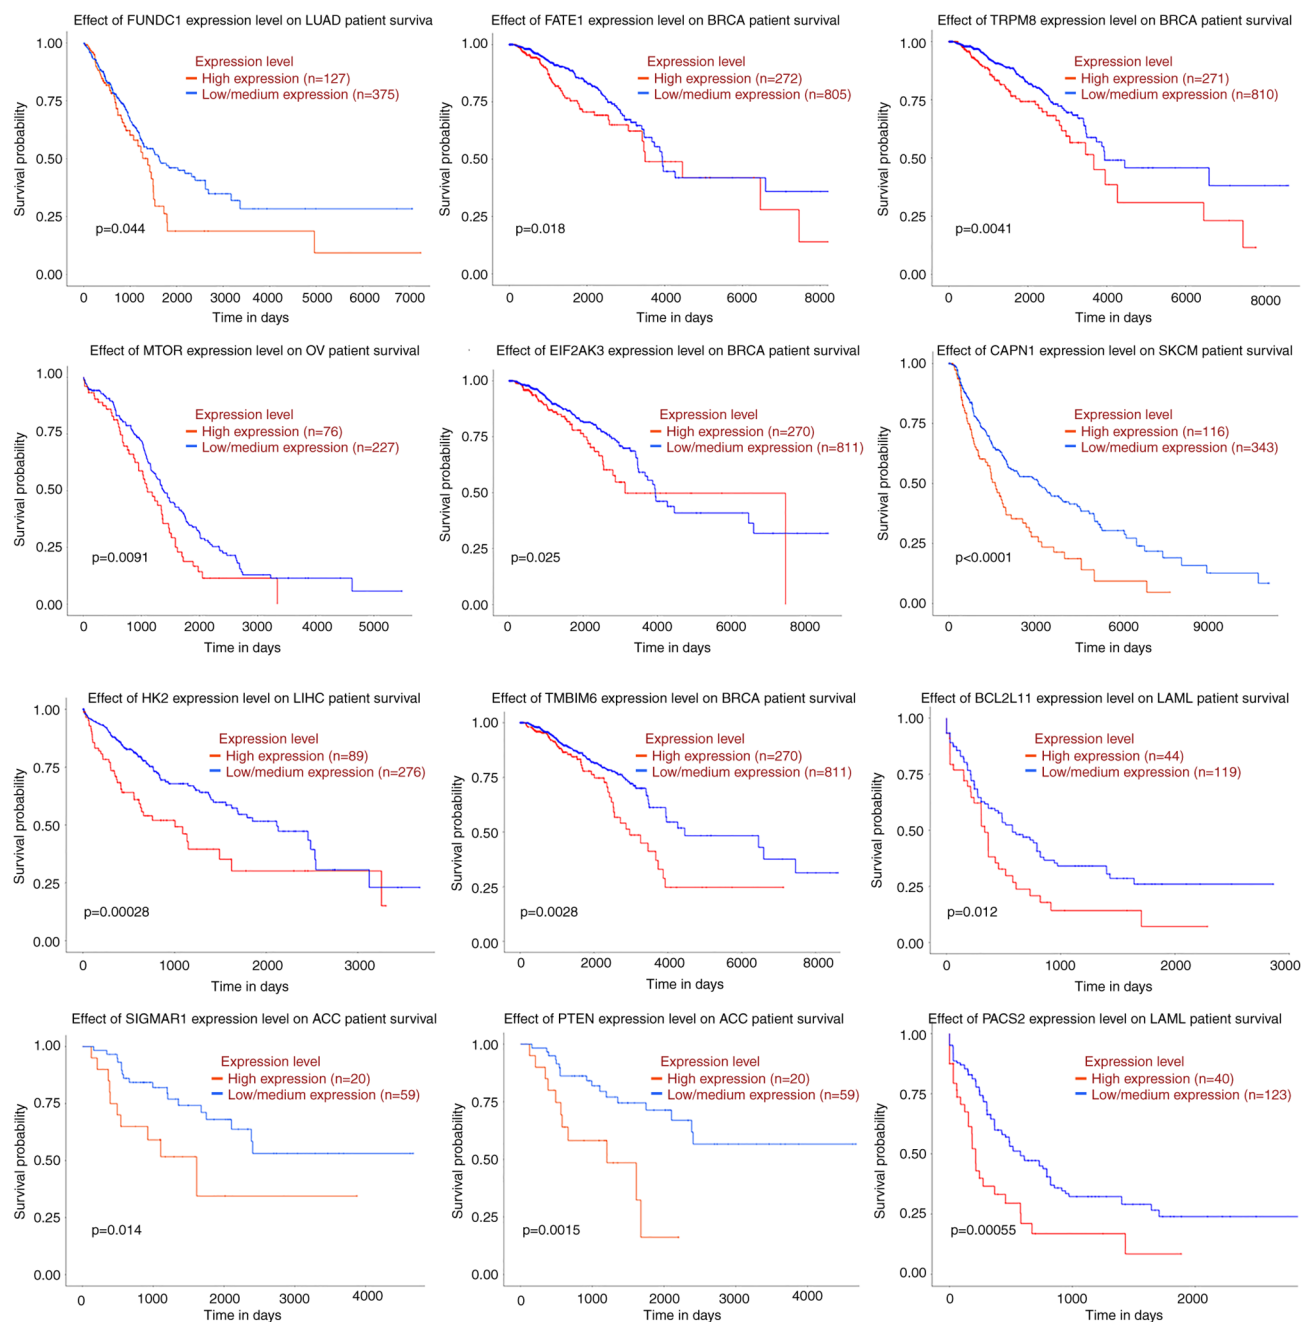 Effect of FUNDC1 expression level on LUAD patient surviva
1.00
0.75
0.50
0.25
0.00
Survival probability
Expression level
High expression (n=127)
Low/medium expression (n=375)
p=0.044
0 1000 2000 3000 4000 5000 6000 7000
Time in days
Effect of FATE1 expression level on BRCA patient survival
1.00
0.75
0.50
0.25
0.00
Survival probability
Expression level
High expression (n=272)
Low/medium expression (n=805)
p=0.018
0 2000 4000 6000 8000
Time in days
Effect of TRPM8 expression level on BRCA patient survival
1.00
0.75
0.50
0.25
0.00
Survival probability
Expression level
High expression (n=271)
Low/medium expression (n=810)
p=0.0041
0 2000 4000 6000 8000
Time in days
Effect of MTOR expression level on OV patient survival
1.00
0.75
0.50
0.25
0.00
Survival probability
Expression level
High expression (n=76)
Low/medium expression (n=227)
p=0.0091
0 1000 2000 3000 4000 5000
Time in days
Effect of EIF2AK3 expression level on BRCA patient survival
1.00
0.75
0.50
0.25
0.00
Survival probability
Expression level
High expression (n=270)
Low/medium expression (n=811)
p=0.025
0 2000 4000 6000 8000
Time in days
Effect of CAPN1 expression level on SKCM patient survival
1.00
0.75
0.50
0.25
0.00
Survival probability
Expression level
High expression (n=116)
Low/medium expression (n=343)
p<0.0001
0 3000 6000 9000
Time in days
Effect of HK2 expression level on LIHC patient survival
1.00
0.75
0.50
0.25
0.00
Survival probability
Expression level
High expression (n=89)
Low/medium expression (n=276)
p=0.00028
0 1000 2000 3000
Time in days
Effect of TMBIM6 expression level on BRCA patient survival
1.00
0.75
0.50
0.25
0.00
Survival probability
Expression level
High expression (n=270)
Low/medium expression (n=811)
p=0.0028
0 2000 4000 6000 8000
Time in days
Effect of BCL2L11 expression level on LAML patient survival
1.00
0.75
0.50
0.25
0.00
Survival probability
Expression level
High expression (n=44)
Low/medium expression (n=119)
p=0.012
0 1000 2000 3000
Time in days
Effect of SIGMAR1 expression level on ACC patient survival
1.00
0.75
0.50
0.25
0.00
Survival probability
Expression level
High expression (n=20)
Low/medium expression (n=59)
p=0.014
0 1000 2000 3000 4000
Time in days
Effect of PTEN expression level on ACC patient survival
1.00
0.75
0.50
0.25
0.00
Survival probability
Expression level
High expression (n=20)
Low/medium expression (n=59)
p=0.0015
0 1000 2000 3000 4000
Time in days
Effect of PACS2 expression level on LAML patient survival
1.00
0.75
0.50
0.25
0.00
Survival probability
Expression level
High expression (n=40)
Low/medium expression (n=123)
p=0.00055
0 1000 2000
Time in days